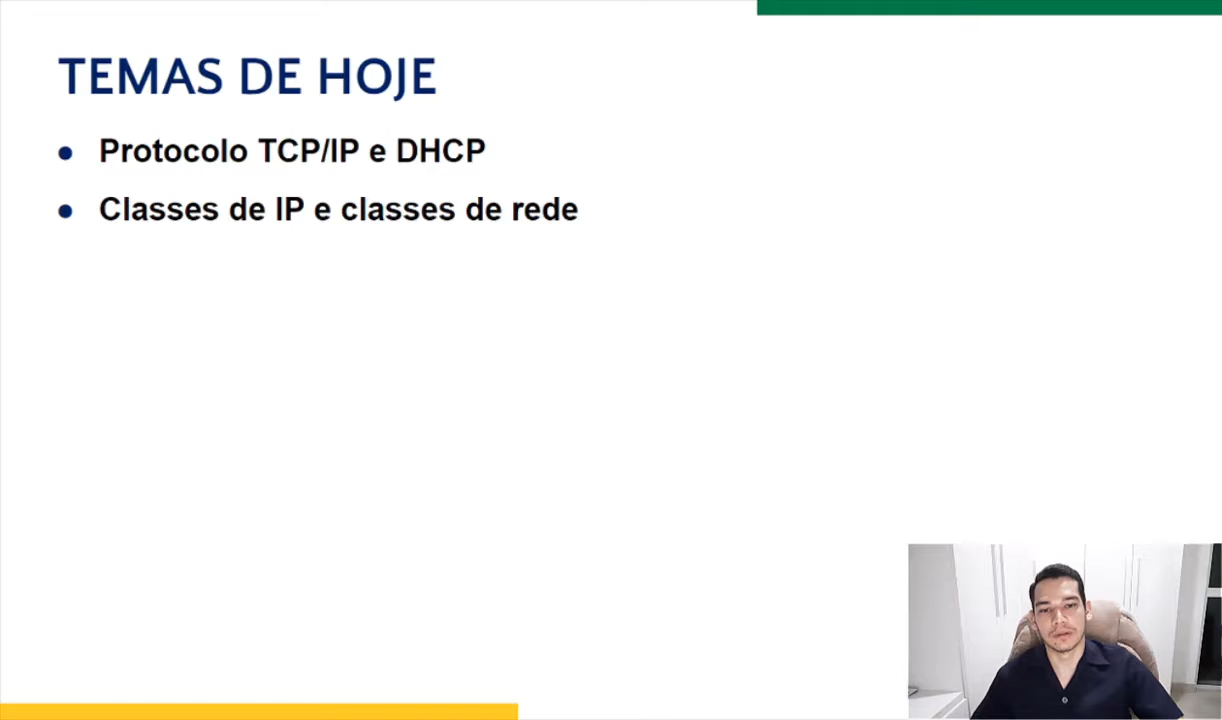 TEMAS DE HOJE
Protocolo TCP/IP e DHCP
Classes de IP e classes de rede